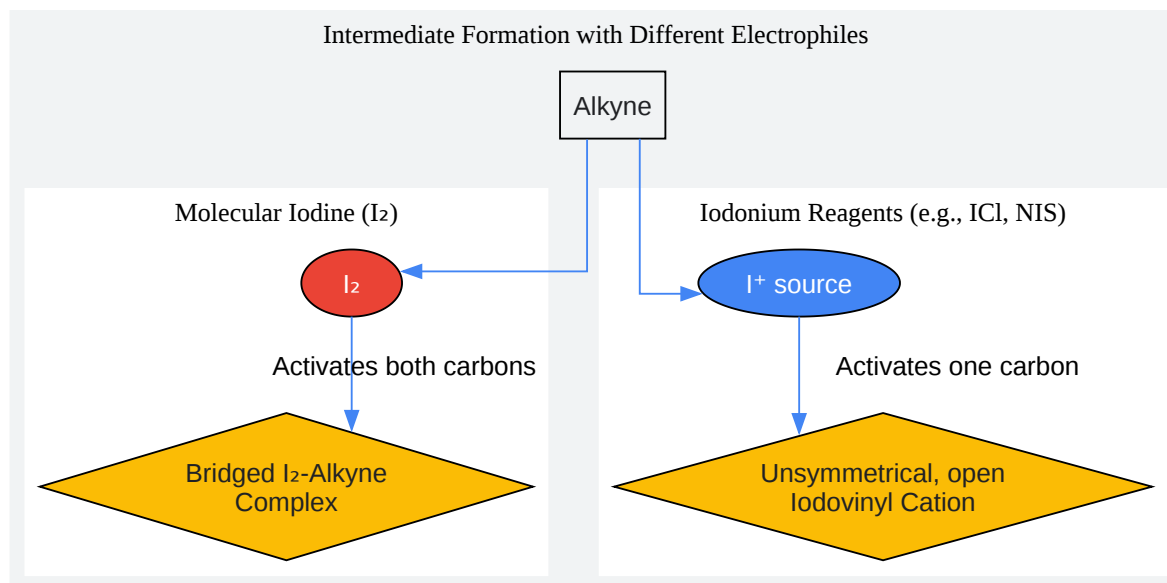 Intermediate Formation with Different Electrophiles
Alkyne
Molecular Iodine (I₂)
I₂
Activates both carbons
Bridged I₂-Alkyne
Complex
Iodonium Reagents (e.g., ICl, NIS)
I⁺ source
Activates one carbon
Unsymmetrical, open
Iodovinyl Cation